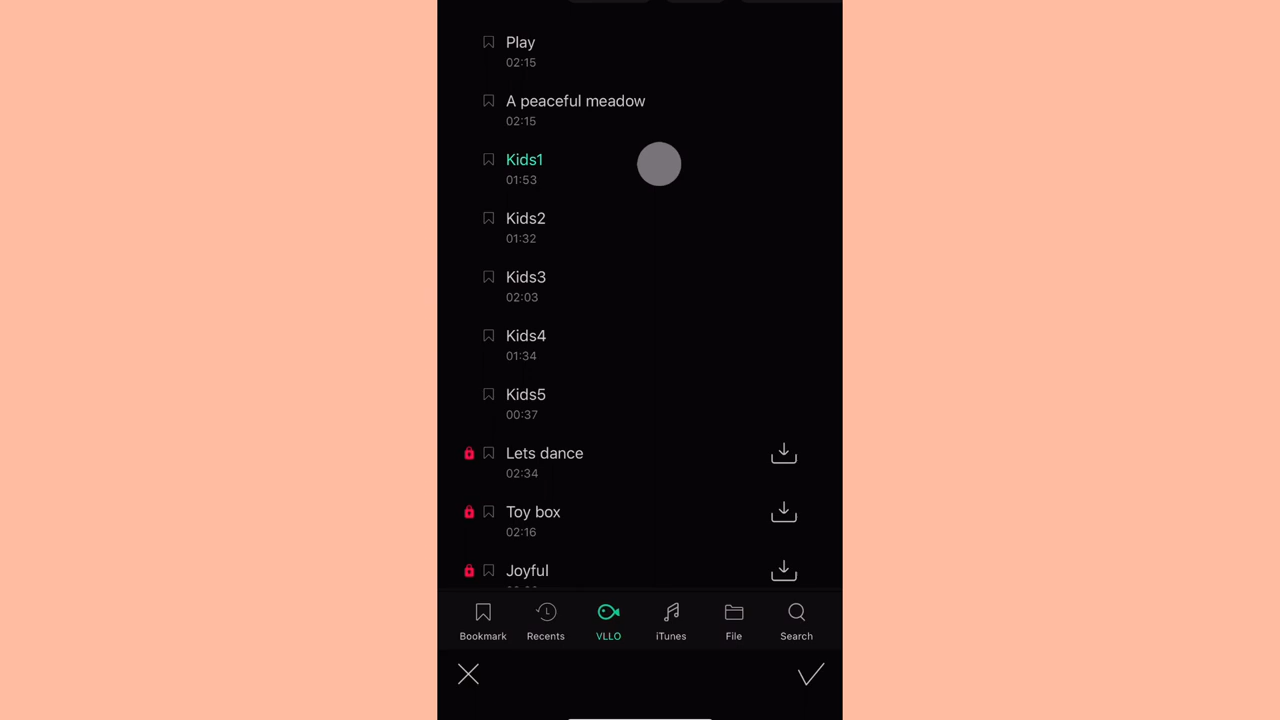 Play
02:15
A peaceful meadow
02:15
Kids1
01:53
Kids2
01:32
Kids3
02:03
Kids4
01:34
Kids5
00:37
Lets dance
02:34
Toy box
02:16
Joyful
Bookmark
Recents
VLLO
iTunes
File
Search